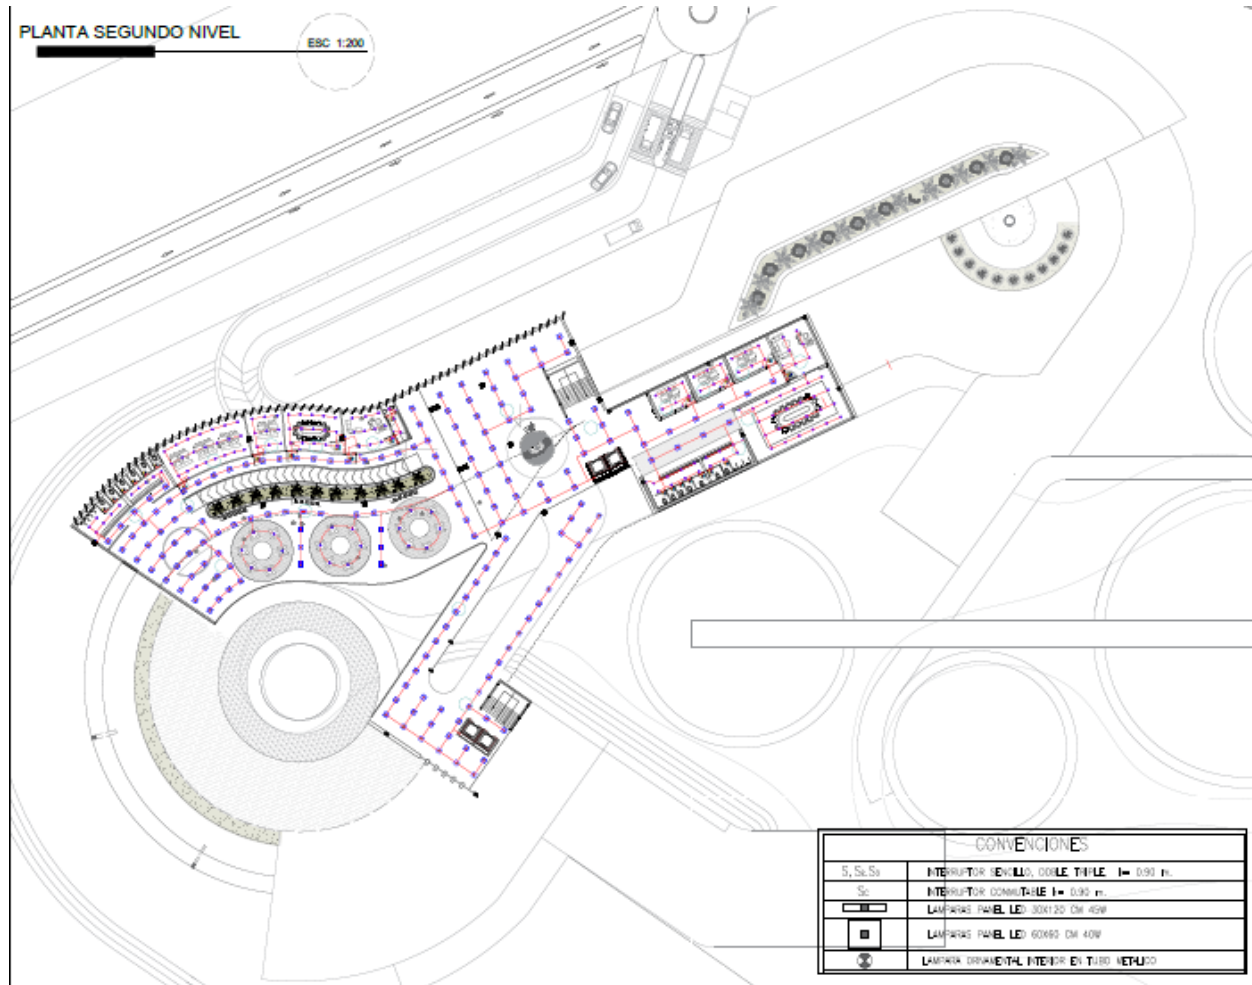 PLANTA SEGUNDO NIVEL
ESC 1:200
CONVENCIONES
INTERRUPTOR SENCILLO, DOBLE, TRIPLE, h= 0.90 m.
INTERRUPTOR CONMUTABLE h= 0.90 m.
LAMPARAS PANEL LED 30X120 CM 45W
LAMPARAS PANEL LED 60X60 CM 40W
LAMPARA ORNAMENTAL INTERIOR EN TUBO METALICO